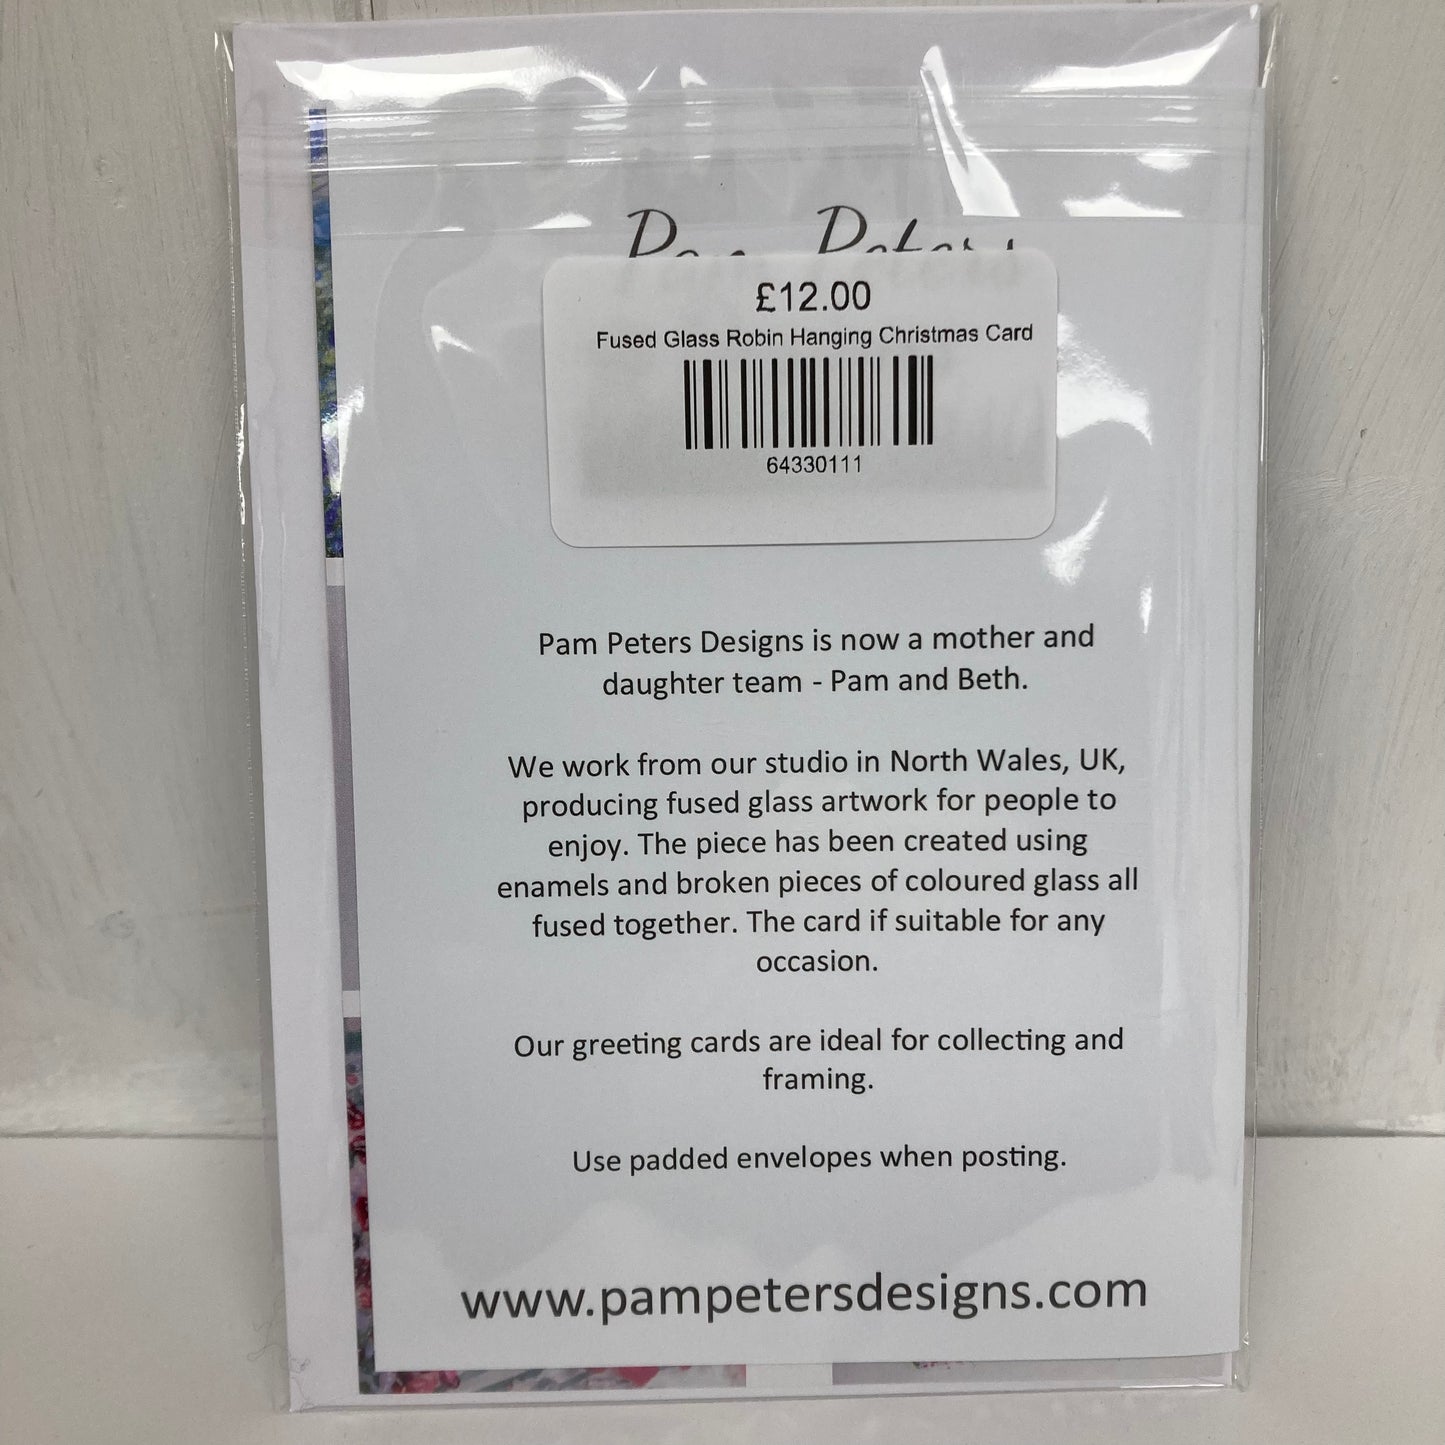 £12.00
Fused Glass Robin Hanging Christmas Card
64330111
Pam Peters Designs is now a mother and
daughter team - Pam and Beth.
We work from our studio in North Wales, UK,
producing fused glass artwork for people to
enjoy. The piece has been created using
enamels and broken pieces of coloured glass all
fused together. The card if suitable for any
occasion.
Our greeting cards are ideal for collecting and
framing.
Use padded envelopes when posting.
www.pampetersdesigns.com